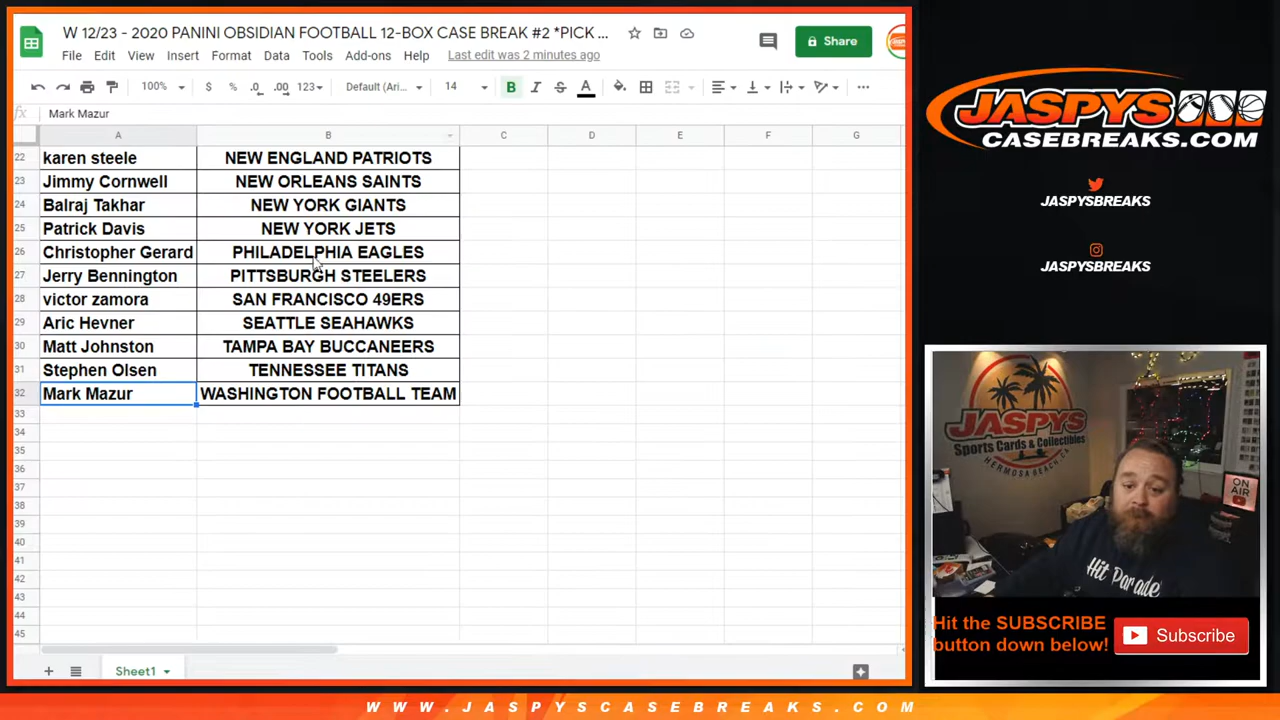 W 12/23 - 2020 PANINI OBSIDIAN FOOTBALL 12-BOX CASE BREAK #2 *PICK ...
Share
File Edit View Insert Format Data Tools Add-ons Help Last edit was 2 minutes ago
100% $ % .0 .00 123 Default (Ari... 14 B I S A
fx Mark Mazur
A B C D E F G
22 karen steele NEW ENGLAND PATRIOTS
23 Jimmy Cornwell NEW ORLEANS SAINTS
24 Balraj Takhar NEW YORK GIANTS
25 Patrick Davis NEW YORK JETS
26 Christopher Gerard PHILADELPHIA EAGLES
27 Jerry Bennington PITTSBURGH STEELERS
28 victor zamora SAN FRANCISCO 49ERS
29 Aric Hevner SEATTLE SEAHAWKS
30 Matt Johnston TAMPA BAY BUCCANEERS
31 Stephen Olsen TENNESSEE TITANS
32 Mark Mazur WASHINGTON FOOTBALL TEAM
33
34
35
36
37
38
39
40
41
42
43
44
45
Sheet1
JASPYS
CASEBREAKS.COM
JASPYSBREAKS
JASPYSBREAKS
JASPYS
Sports Cards & Collectibles
HERMOSA BEACH, CA
ON
AIR
Hit Parade
Hit the SUBSCRIBE
button down below!
Subscribe
WWW.JASPYSCASEBREAKS.COM